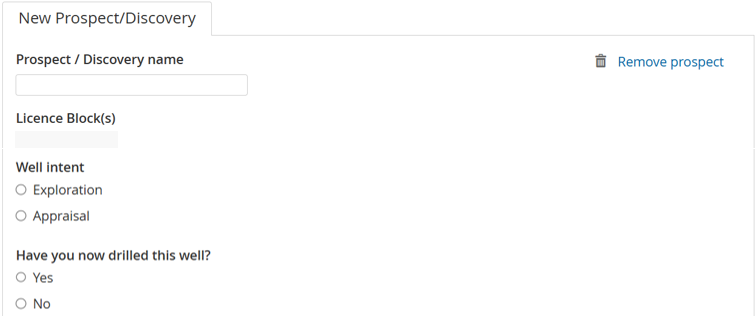 New Prospect/Discovery
Prospect / Discovery name
Remove prospect
Licence Block(s)
Well intent
Exploration
Appraisal
Have you now drilled this well?
Yes
No